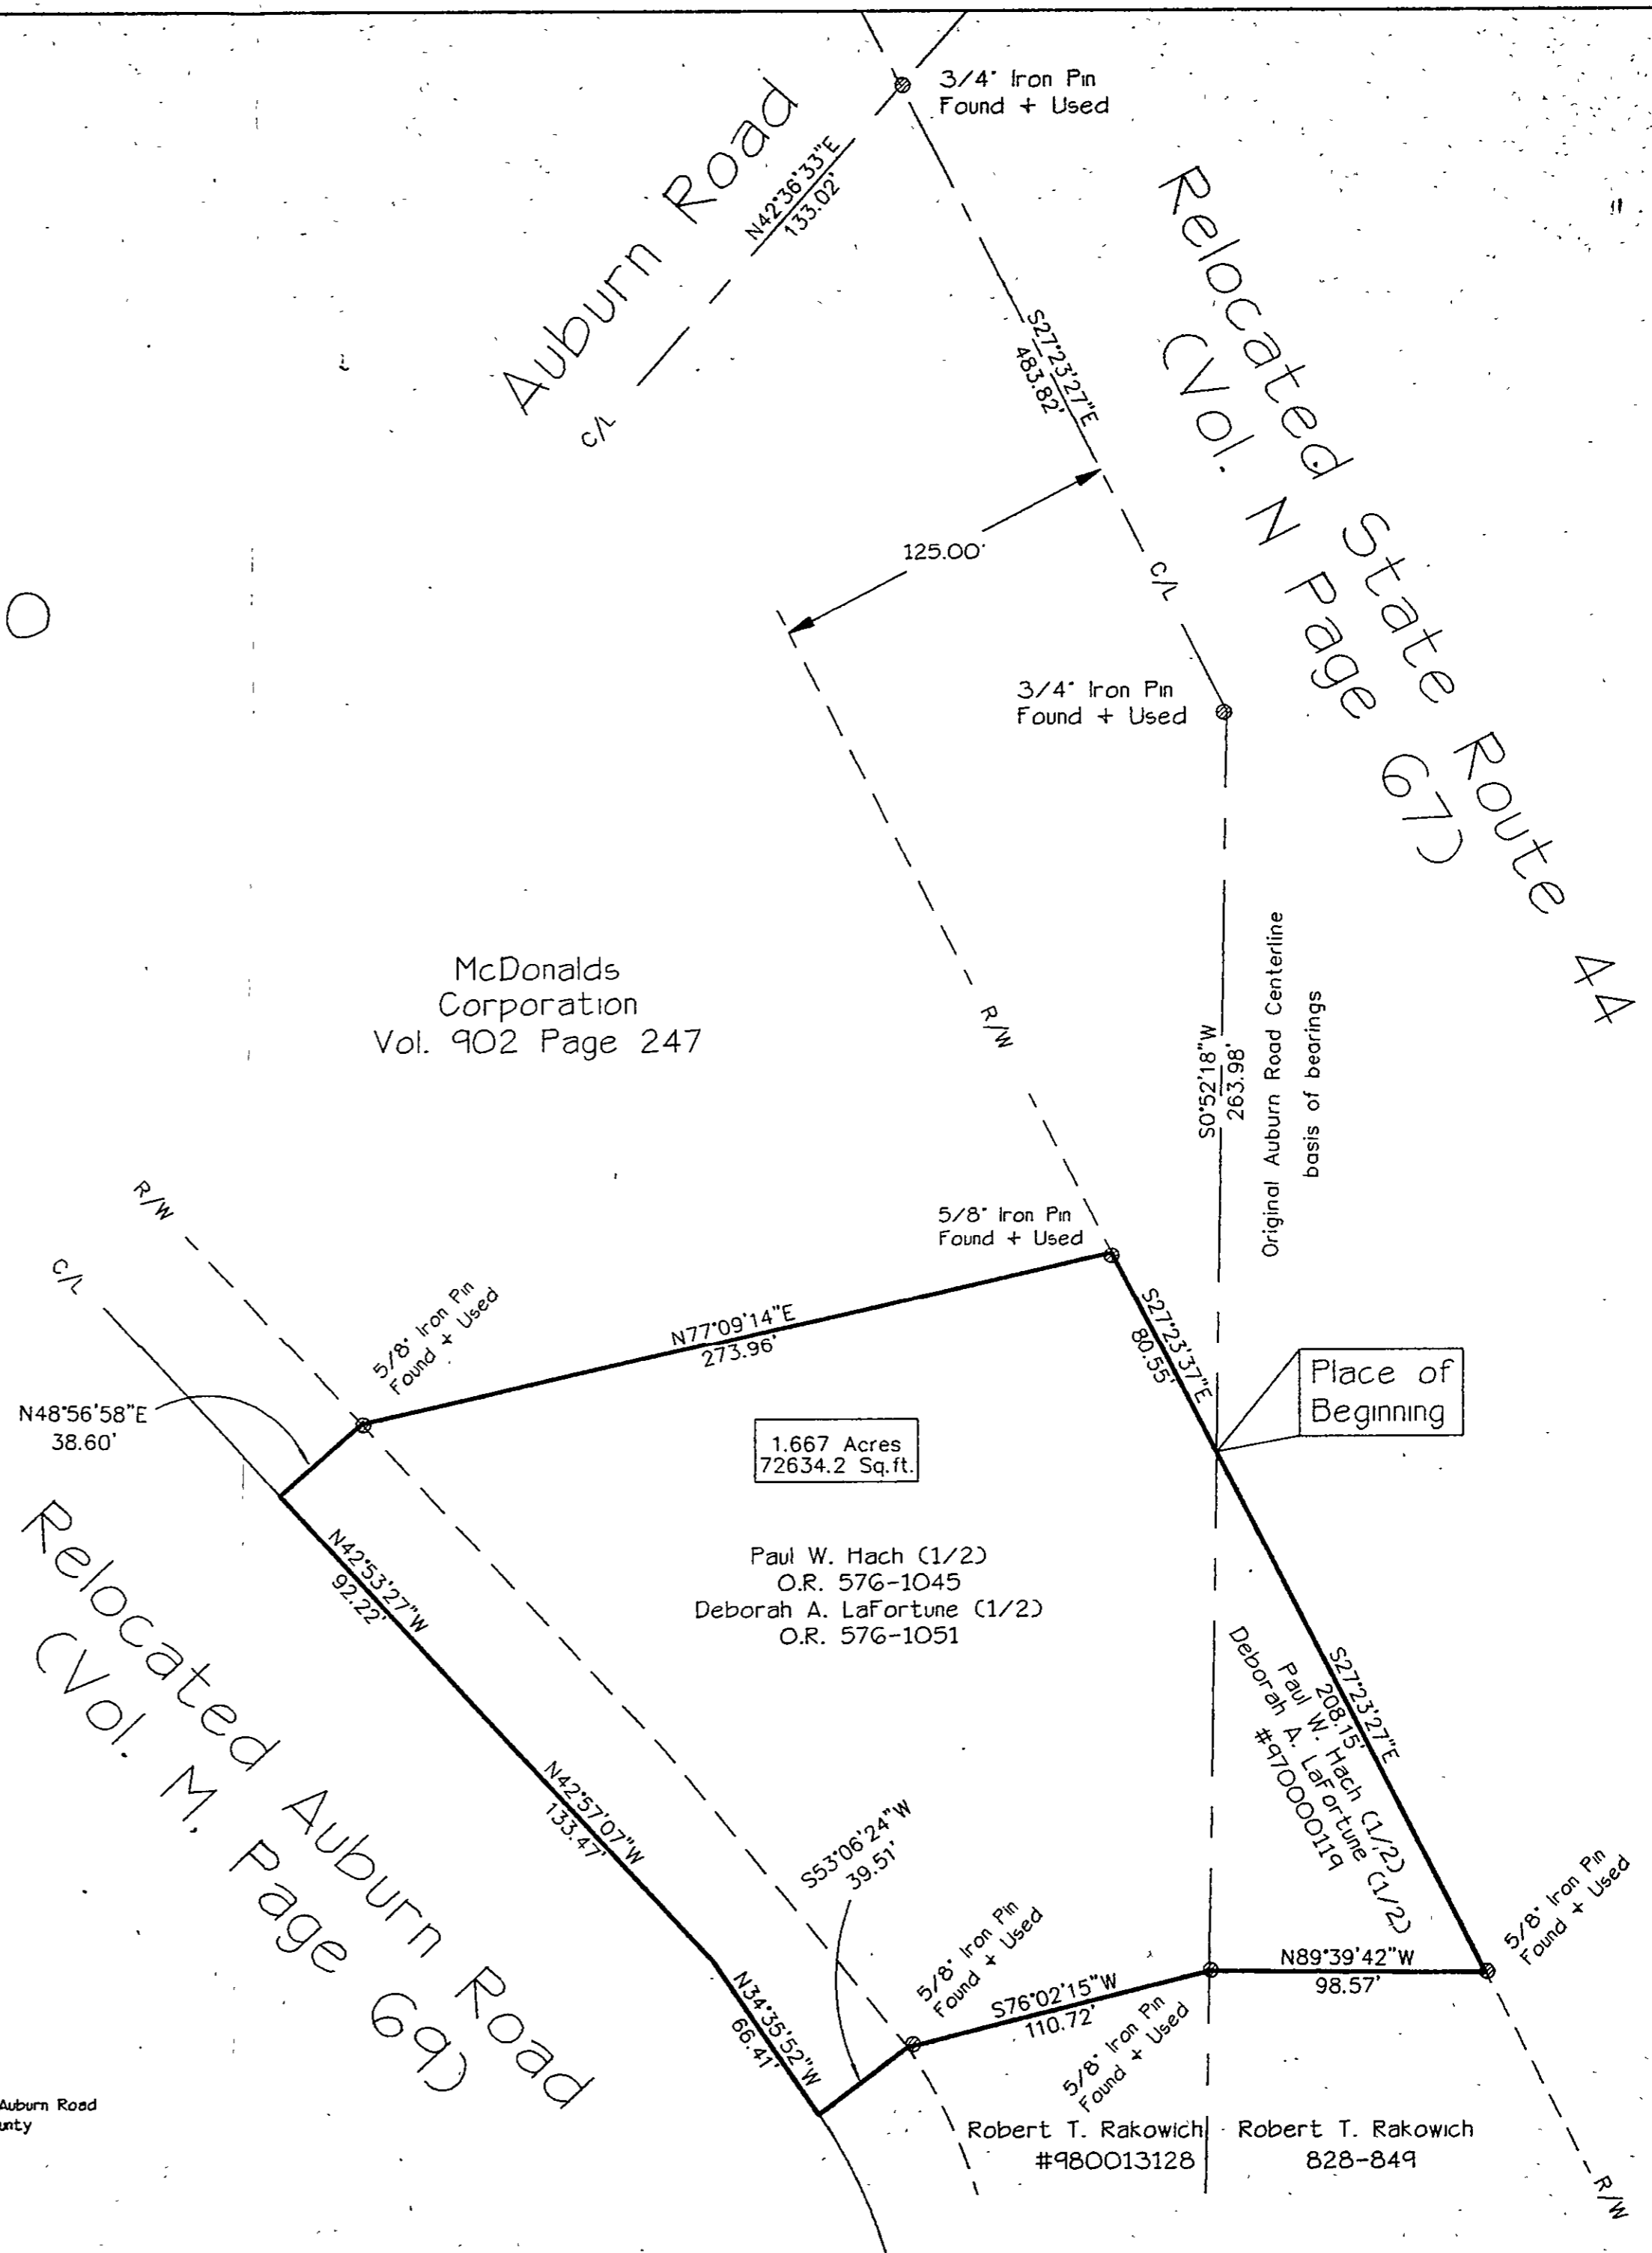 3/4" Iron Pin
Found + Used
Auburn Road
N42°36'33"E
133.02'
C/L
Relocated State Route 44
(Vol. N Page 67)
S27°23'27"E
483.82'
125.00'
C/L
3/4" Iron Pin
Found + Used
McDonalds
Corporation
Vol. 902 Page 247
R/W
S0°52'18"W
263.98'
Original Auburn Road Centerline
basis of bearings
R/W
C/L
5/8" Iron Pin
Found + Used
5/8" Iron Pin
Found + Used
N77°09'14"E
273.96'
S27°23'37"E
80.55'
Place of
Beginning
N48°56'58"E
38.60'
1.667 Acres
72634.2 Sq.ft.
Paul W. Hach (1/2)
O.R. 576-1045
Deborah A. LaFortune (1/2)
O.R. 576-1051
N42°53'27"W
92.22'
Relocated Auburn Road
(Vol. M, Page 69)
S27°23'27"E
208.15'
Paul W. Hach (1/2)
Deborah A. LaFortune (1/2)
#970000119
N42°57'07"W
133.47'
S53°06'24"W
39.51'
5/8" Iron Pin
Found + Used
5/8" Iron Pin
Found + Used
N89°39'42"W
98.57'
S76°02'15"W
110.72'
5/8" Iron Pin
Found + Used
N34°35'52"W
66.41'
Auburn Road
unty
Robert T. Rakowich
#980013128
Robert T. Rakowich
828-849
R/W